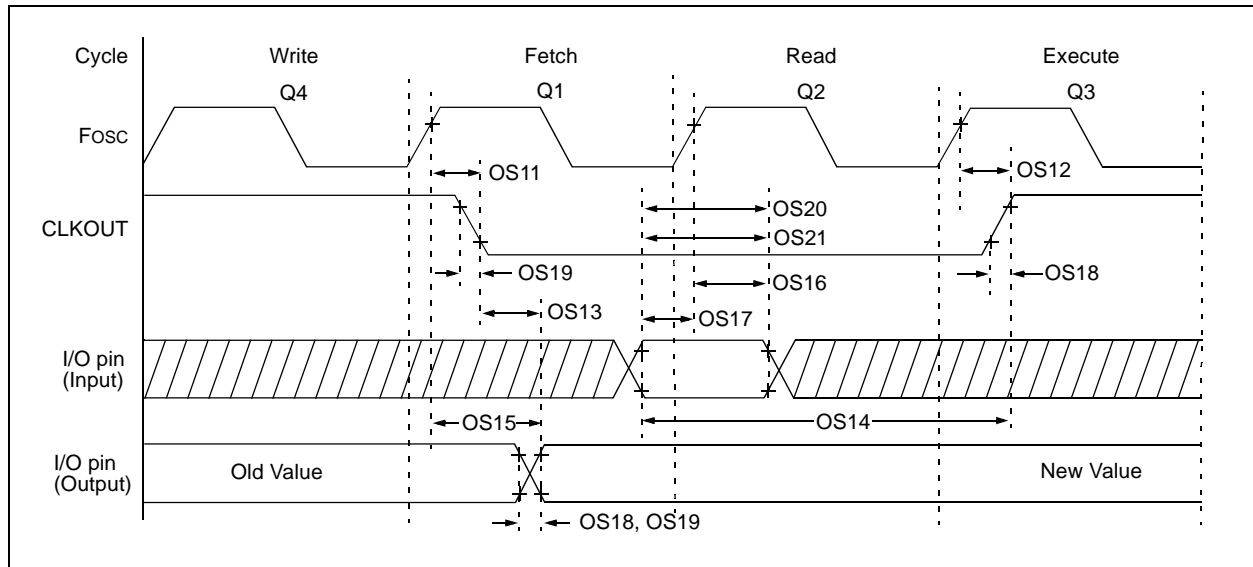 Cycle Write Fetch Read Execute
Q4 Q1 Q2 Q3
FOSC
OS11 OS12
OS20
CLKOUT
OS21
OS19 OS16 OS18
OS13 OS17
I/O pin
(Input)
OS15 OS14
I/O pin
(Output)
Old Value New Value
OS18, OS19